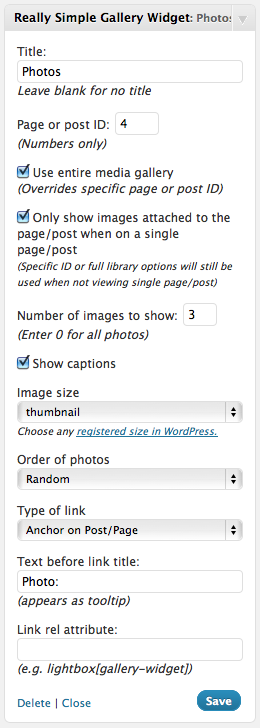 Really Simple Gallery Widget: Photos
Title:
Photos
Leave blank for no title
Page or post ID: 4
(Numbers only)
Use entire media gallery
(Overrides specific page or post ID)
Only show images attached to the
page/post when on a single
page/post
(Specific ID or full library options will still be
used when not viewing single page/post)
Number of images to show: 3
(Enter 0 for all photos)
Show captions
Image size
thumbnail
Choose any registered size in WordPress.
Order of photos
Random
Type of link
Anchor on Post/Page
Text before link title:
Photo:
(appears as tooltip)
Link rel attribute:
(e.g. lightbox[gallery-widget])
Delete | Close
Save